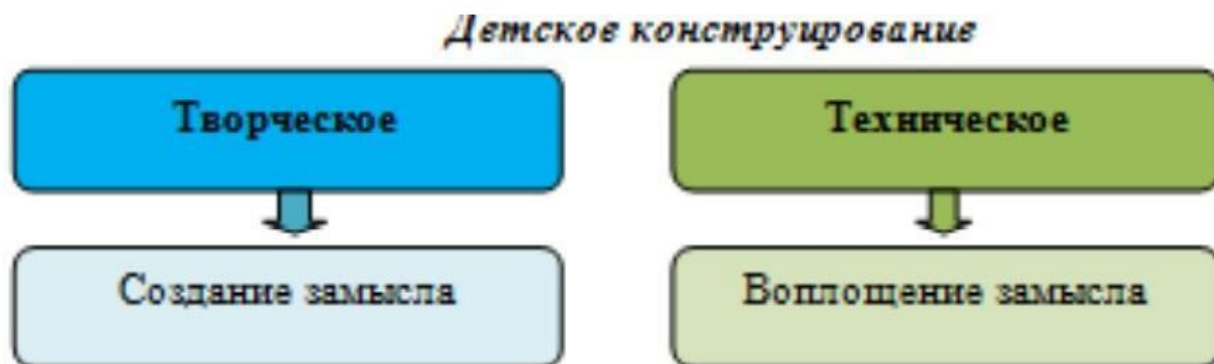 Детское конструирование
Творческое
Техническое
Создание замысла
Воплощение замысла